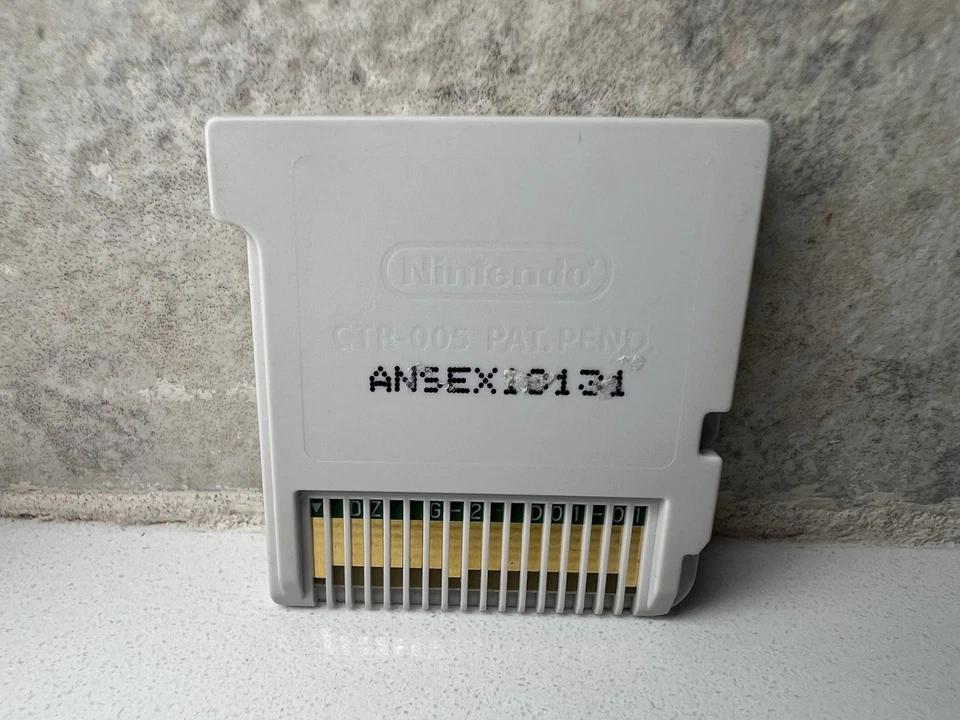 Nintendo®
CTR-005 PAT. PEND.
ANSEX10131